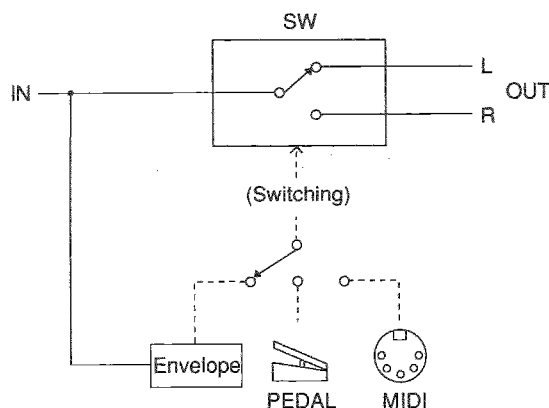 SW
IN
L
OUT
R
(Switching)
Envelope
PEDAL
MIDI